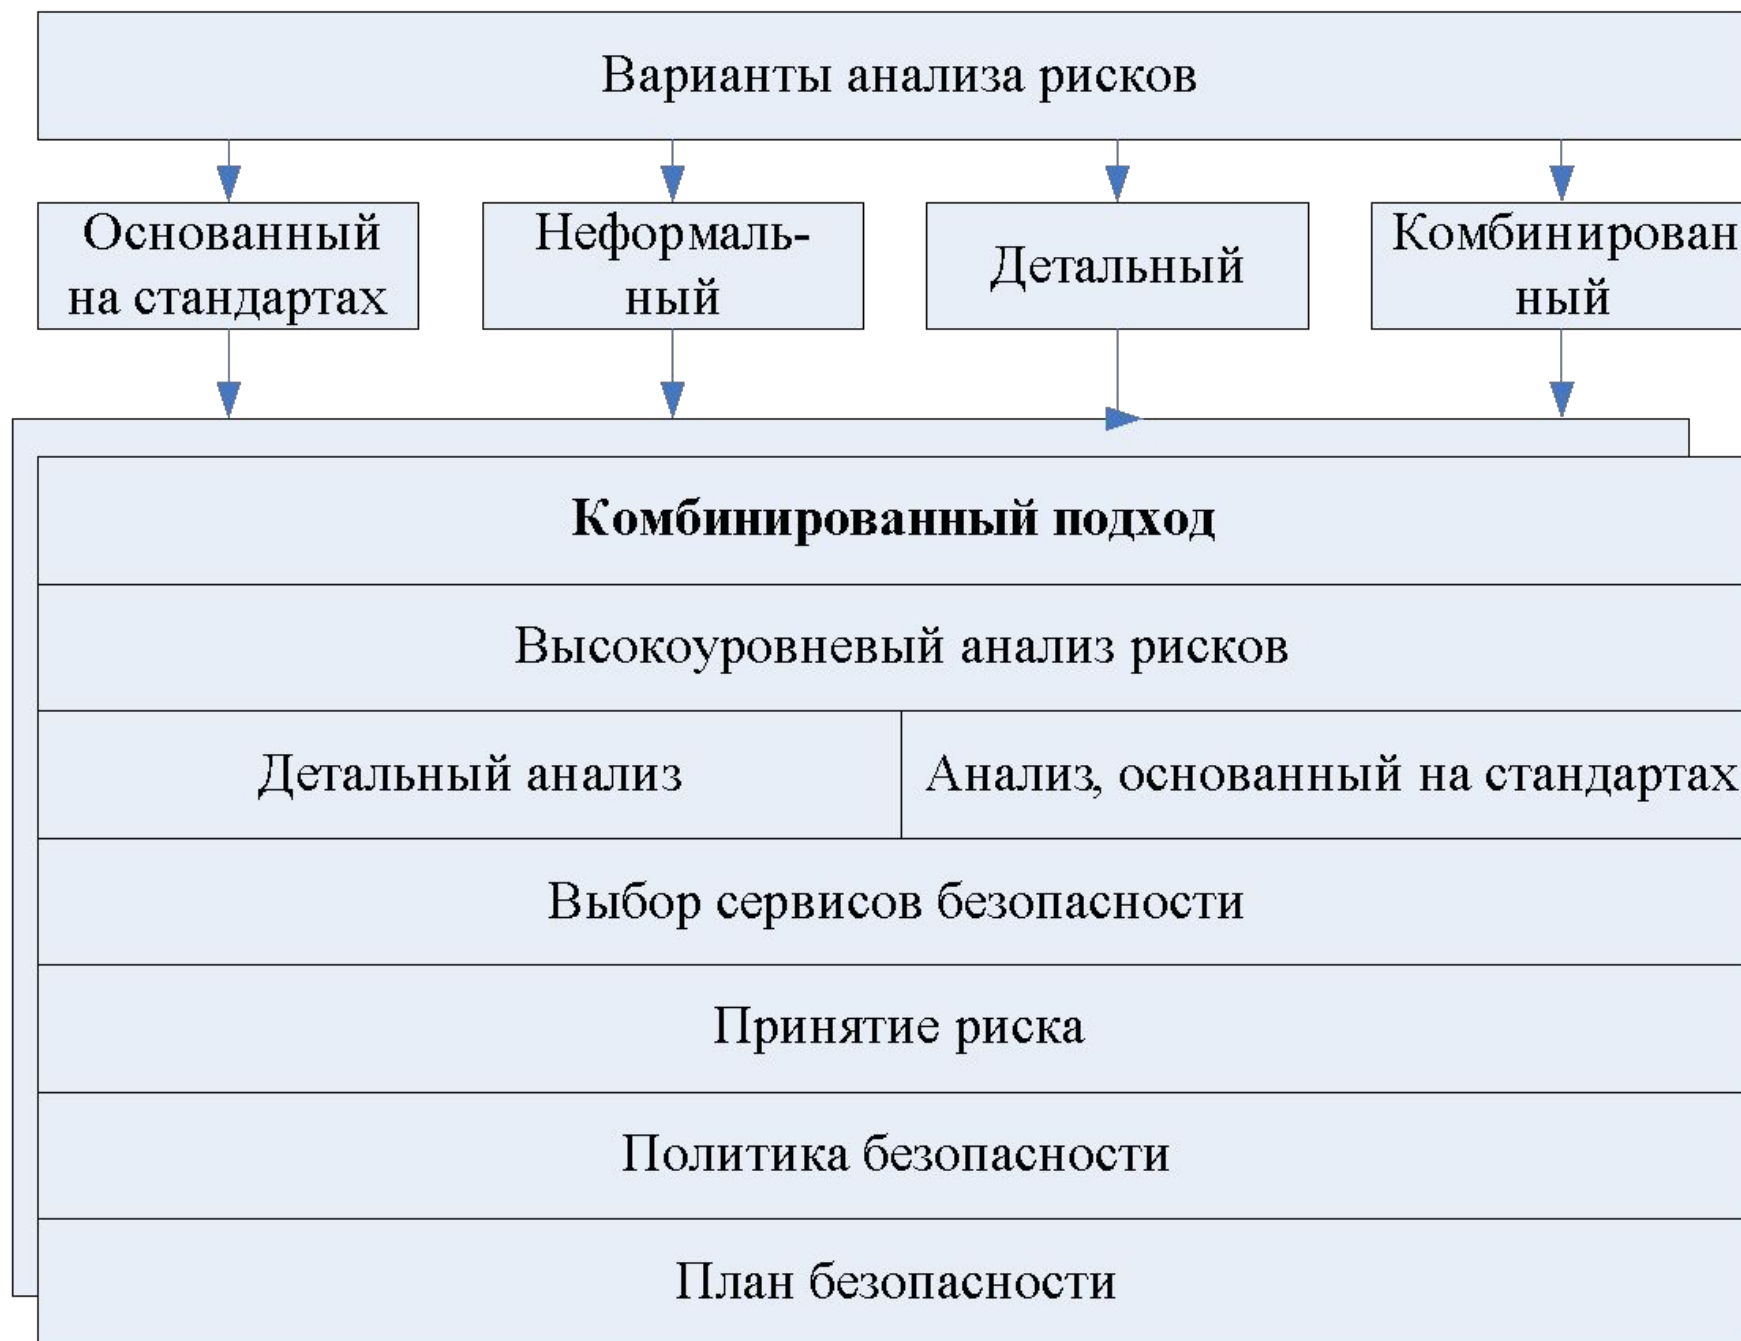 Варианты анализа рисков
Основанный
на стандартах
Неформаль-
ный
Детальный
Комбинирован
ный
Комбинированный подход
Высокоуровневый анализ рисков
Детальный анализ
Анализ, основанный на стандартах
Выбор сервисов безопасности
Принятие риска
Политика безопасности
План безопасности